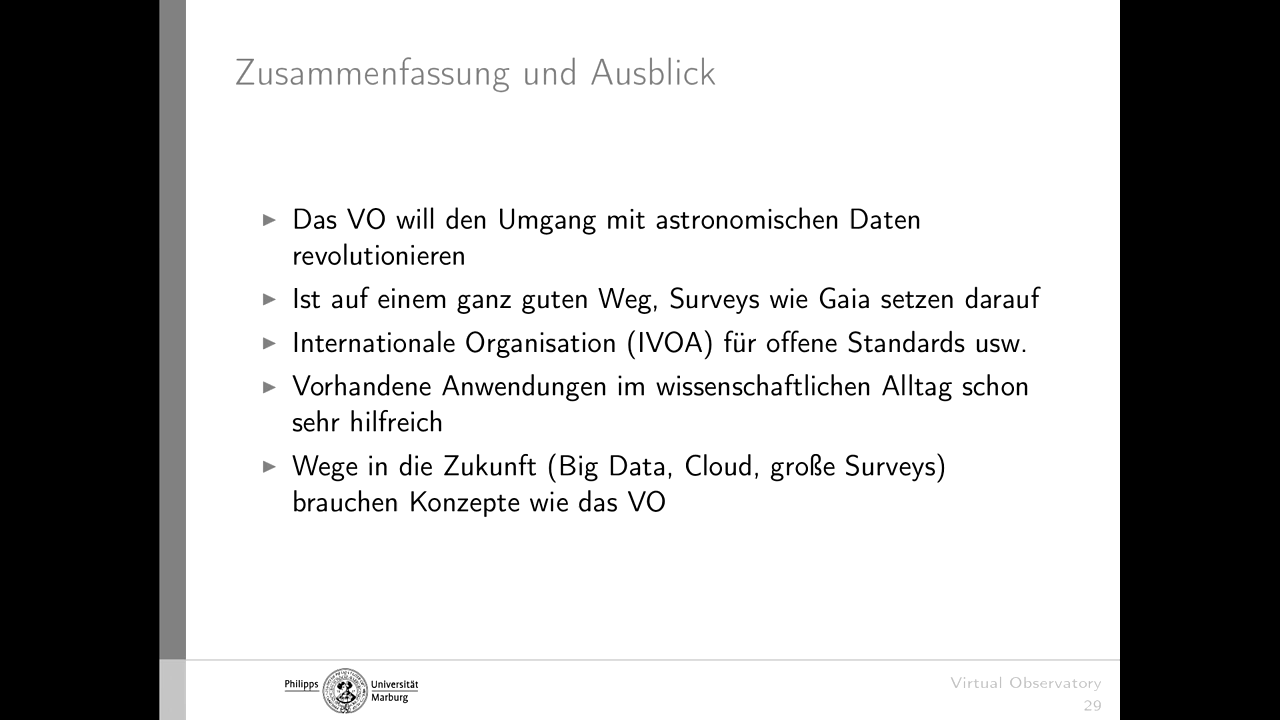 Zusammenfassung und Ausblick
Das VO will den Umgang mit astronomischen Daten
revolutionieren
Ist auf einem ganz guten Weg, Surveys wie Gaia setzen darauf
Internationale Organisation (IVOA) für offene Standards usw.
Vorhandene Anwendungen im wissenschaftlichen Alltag schon
sehr hilfreich
Wege in die Zukunft (Big Data, Cloud, große Surveys)
brauchen Konzepte wie das VO
Philipps Universität
Marburg
Virtual Observatory
29